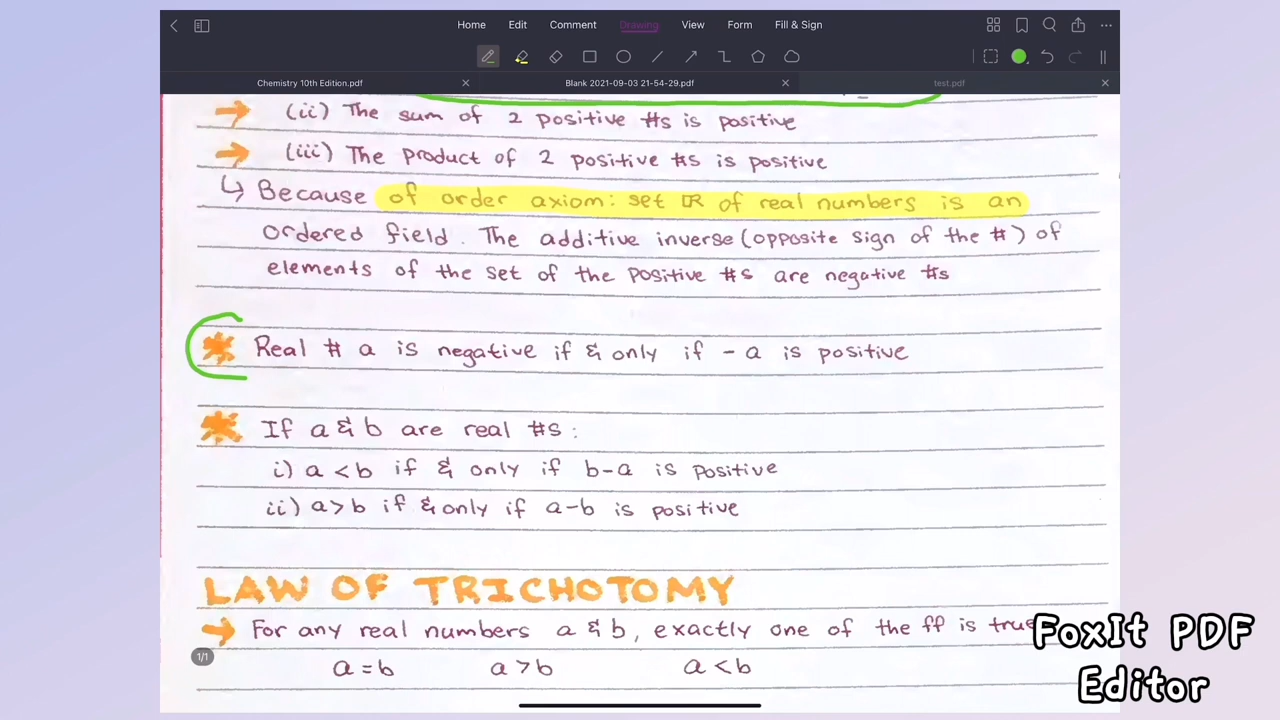 Home Edit Comment Drawing View Form Fill & Sign
Chemistry 10th Edition.pdf Blank 2021-09-03 21-54-29.pdf test.pdf
(ii) The sum of 2 positive #s is positive
(iii) The product of 2 positive #s is positive
↳ Because of order axiom: set ℝ of real numbers is an
ordered field. The additive inverse (opposite sign of the #) of
elements of the set of the positive #s are negative #s
Real # a is negative if & only if -a is positive
If a & b are real #s:
i) a < b if & only if b-a is positive
ii) a > b if & only if a-b is positive
LAW OF TRICHOTOMY
For any real numbers a & b, exactly one of the ff is true
1/1
a = b a > b a < b
FoxIt PDF
Editor